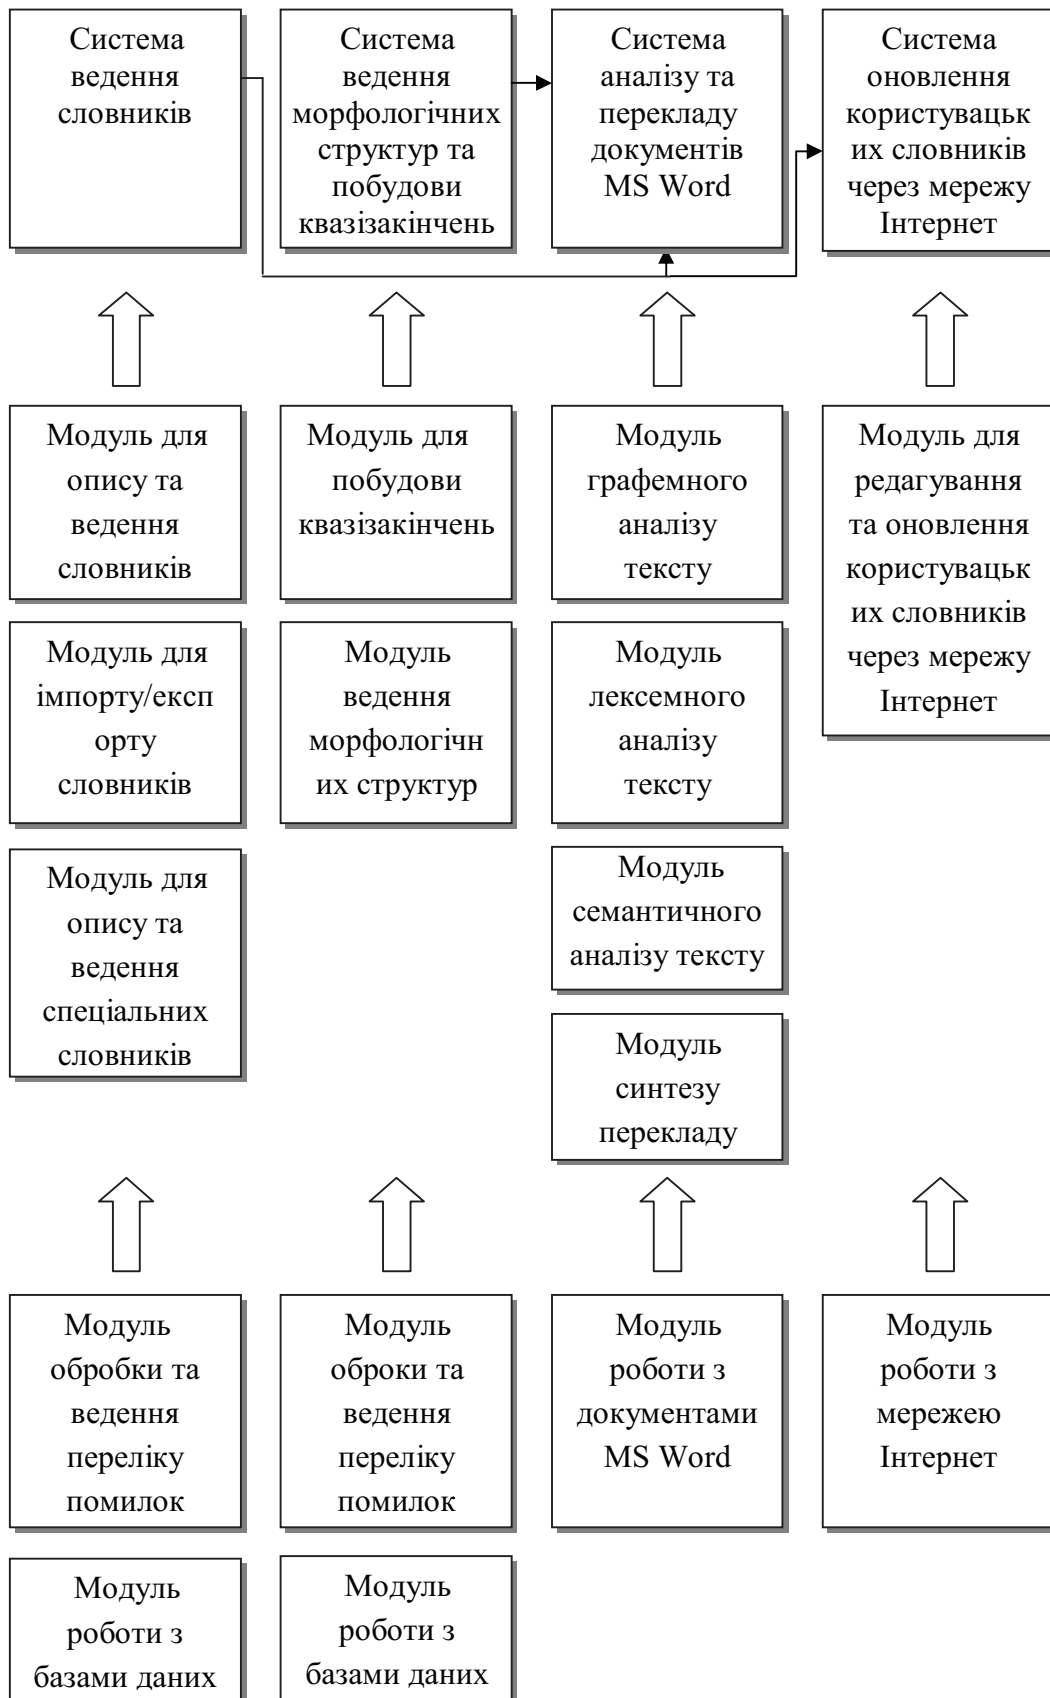 Система
ведення
словників
Система
ведення
морфологічних
структур та
побудови
квазізакінчень
Система
аналізу та
перекладу
документів
MS Word
Система
оновлення
користувацьк
их словників
через мережу
Інтернет
Модуль для
опису та
ведення
словників
Модуль для
побудови
квазізакінчень
Модуль
графемного
аналізу
тексту
Модуль для
редагування
та оновлення
користувацьк
их словників
через мережу
Інтернет
Модуль для
імпорту/експ
орту
словників
Модуль
ведення
морфологічн
их структур
Модуль
лексемного
аналізу
тексту
Модуль для
опису та
ведення
спеціальних
словників
Модуль
семантичного
аналізу тексту
Модуль
синтезу
перекладу
Модуль
обробки та
ведення
переліку
помилок
Модуль
оброки та
ведення
переліку
помилок
Модуль
роботи з
документами
MS Word
Модуль
роботи з
мережею
Інтернет
Модуль
роботи з
базами даних
Модуль
роботи з
базами даних